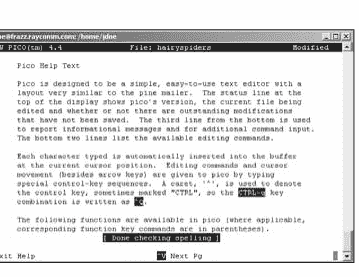 e@frazz.raycomm.com: /home/jdoe
W PICO(tm) 4.4 File: hairyspiders Modified
Pico Help Text
Pico is designed to be a simple, easy-to-use text editor with a
layout very similar to the pine mailer. The status line at the
top of the display shows pico's version, the current file being
edited and whether or not there are outstanding modifications
that have not been saved. The third line from the bottom is used
to report informational messages and for additional command input.
The bottom two lines list the available editing commands.
Each character typed is automatically inserted into the buffer
at the current cursor position. Editing commands and cursor
movement (besides arrow keys) are given to pico by typing
special control-key sequences. A caret, '^', is used to denote
the control key, sometimes marked "CTRL", so the CTRL-q key
combination is written as ^q.
The following functions are available in pico (where applicable,
corresponding function key commands are in parentheses).
[ Done checking spelling ]
xit Help ^V Next Pg